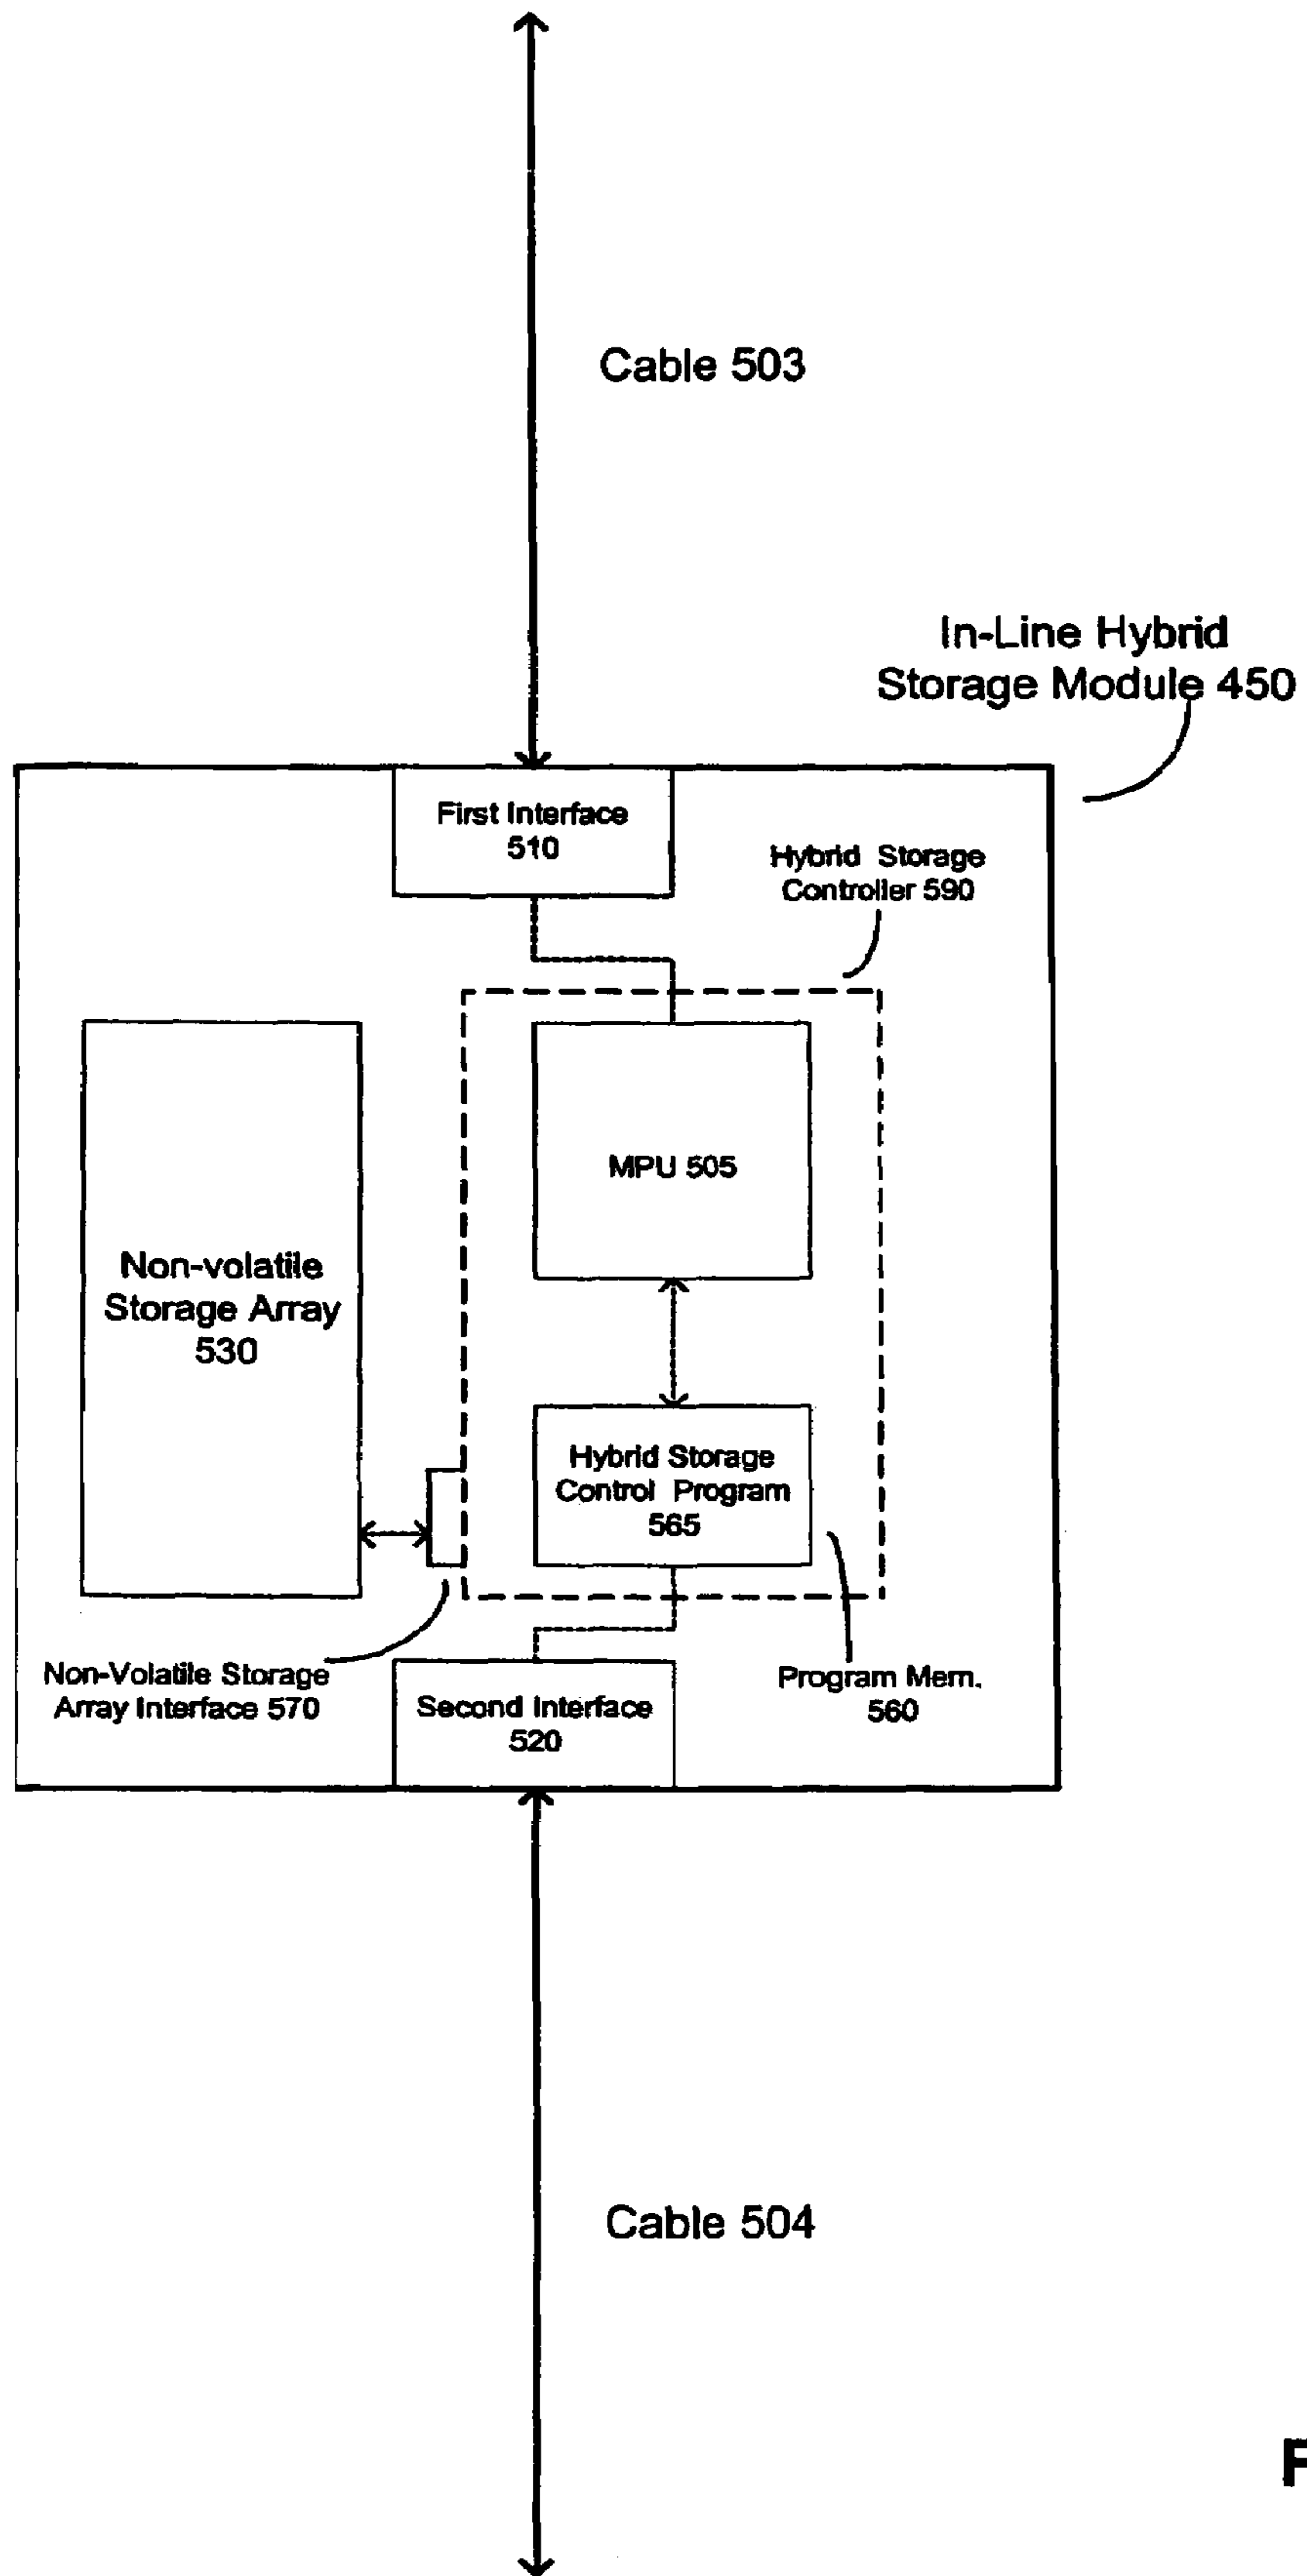 Cable 503
In-Line Hybrid
Storage Module 450
First Interface
510
Hybrid Storage
Controller 590
MPU 505
Non-volatile
Storage Array
530
Hybrid Storage
Control Program
565
Non-Volatile Storage
Array Interface 570
Program Mem.
560
Second Interface
520
Cable 504